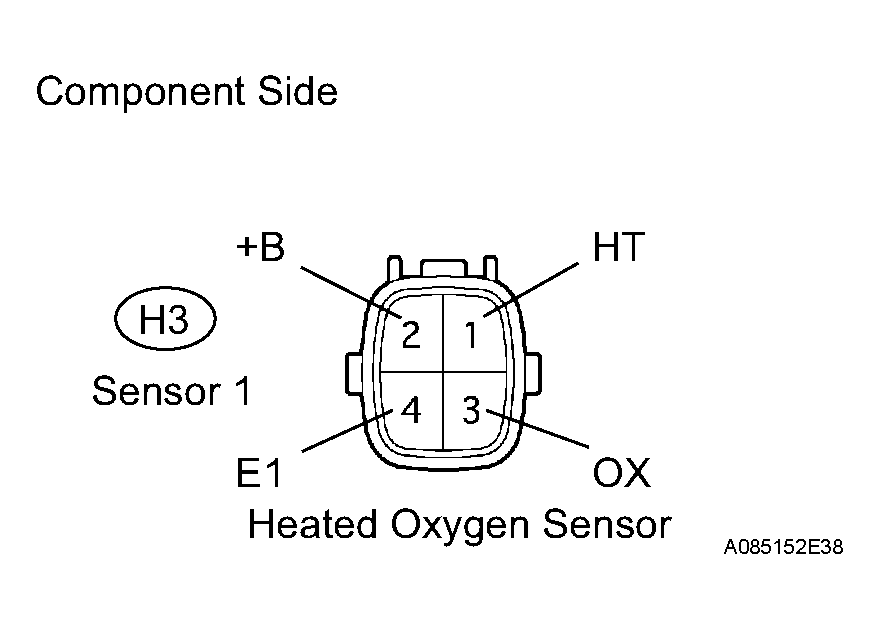 Component Side
+B
HT
H3
2
1
Sensor 1
4
3
E1
OX
Heated Oxygen Sensor
A085152E38